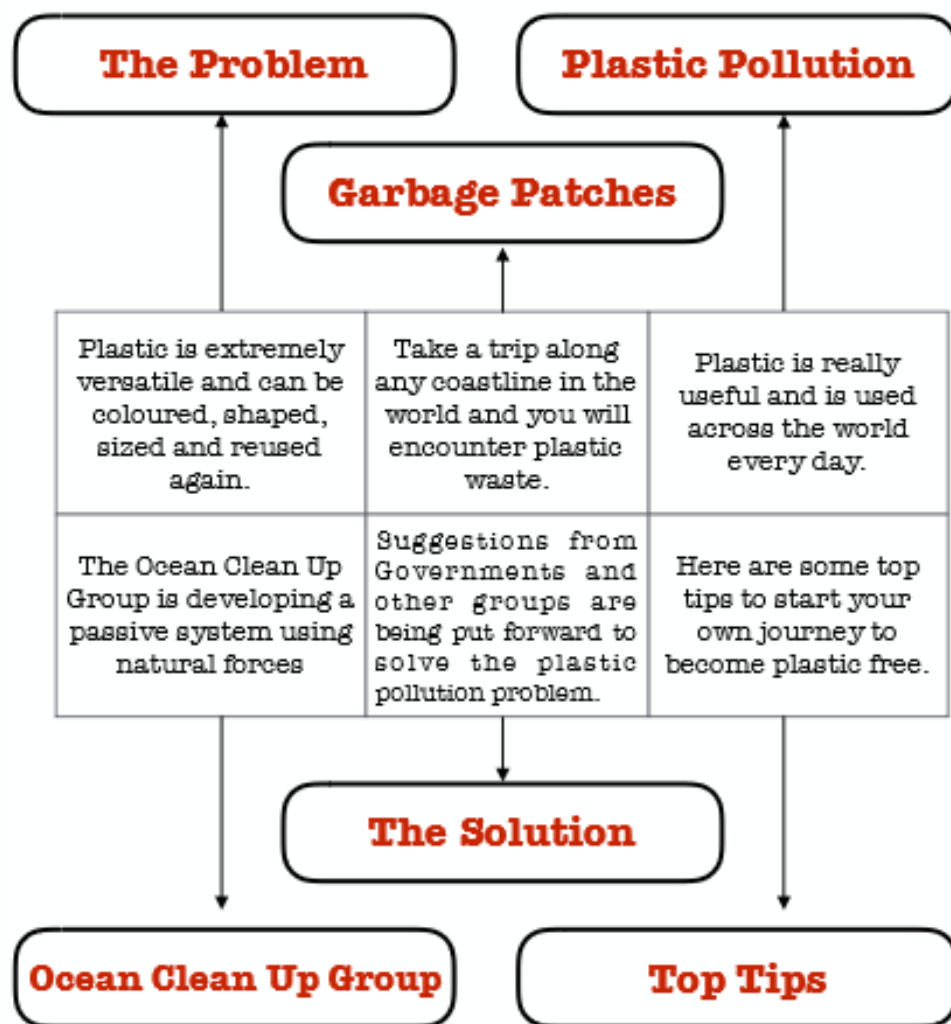 The Problem
Plastic Pollution
Garbage Patches
Plastic is extremely
versatile and can be
coloured, shaped,
sized and reused
again.
Take a trip along
any coastline in the
world and you will
encounter plastic
waste.
Plastic is really
useful and is used
across the world
every day.
The Ocean Clean Up
Group is developing a
passive system using
natural forces
Suggestions from
Governments and
other groups are
being put forward to
solve the plastic
pollution problem.
Here are some top
tips to start your
own journey to
become plastic free.
The Solution
Ocean Clean Up Group
Top Tips